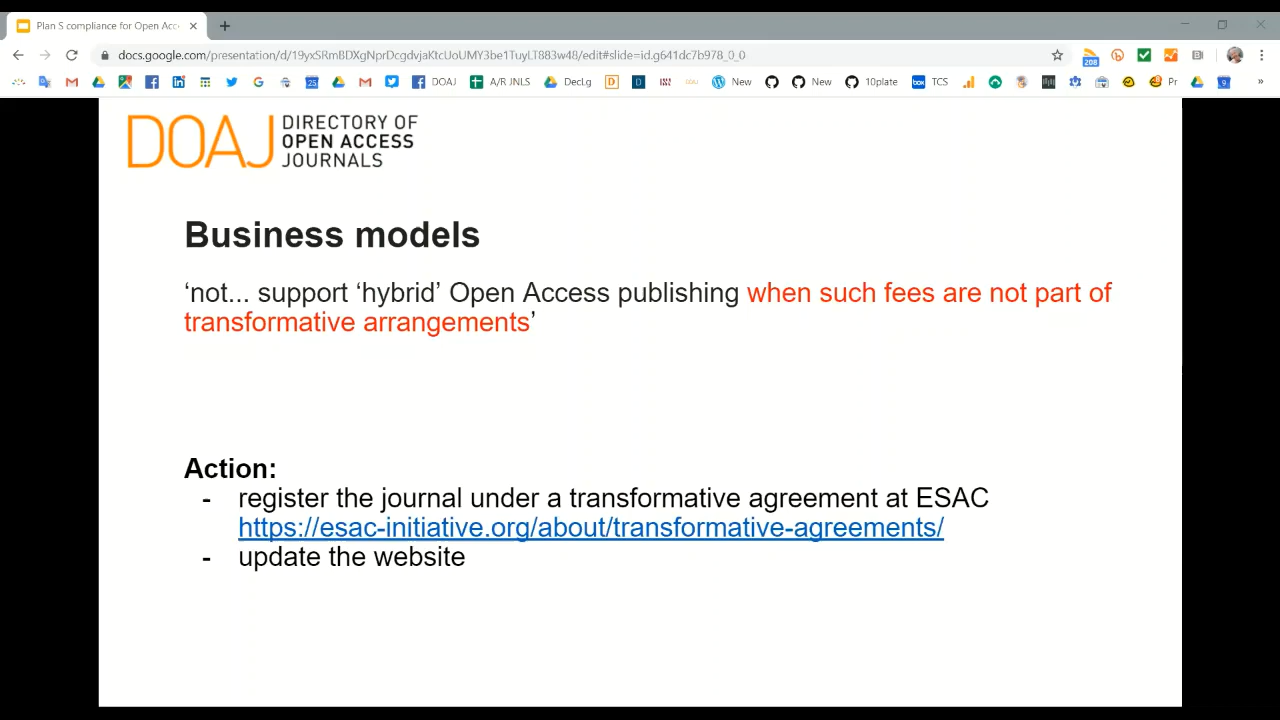 Plan S compliance for Open Acc
docs.google.com/presentation/d/19yxSRmBDXgNprDcgdvjaKtcUoUMY3be1TuyLT883w48/edit#slide=id.g641dc7b978_0_0
208
DOAJ
A/R JNLS
DecLg
New
New
10plate
TCS
Pr
DOAJ
DIRECTORY OF
OPEN ACCESS
JOURNALS
Business models
‘not... support ‘hybrid’ Open Access publishing when such fees are not part of
transformative arrangements’
Action:
- register the journal under a transformative agreement at ESAC
https://esac-initiative.org/about/transformative-agreements/
- update the website